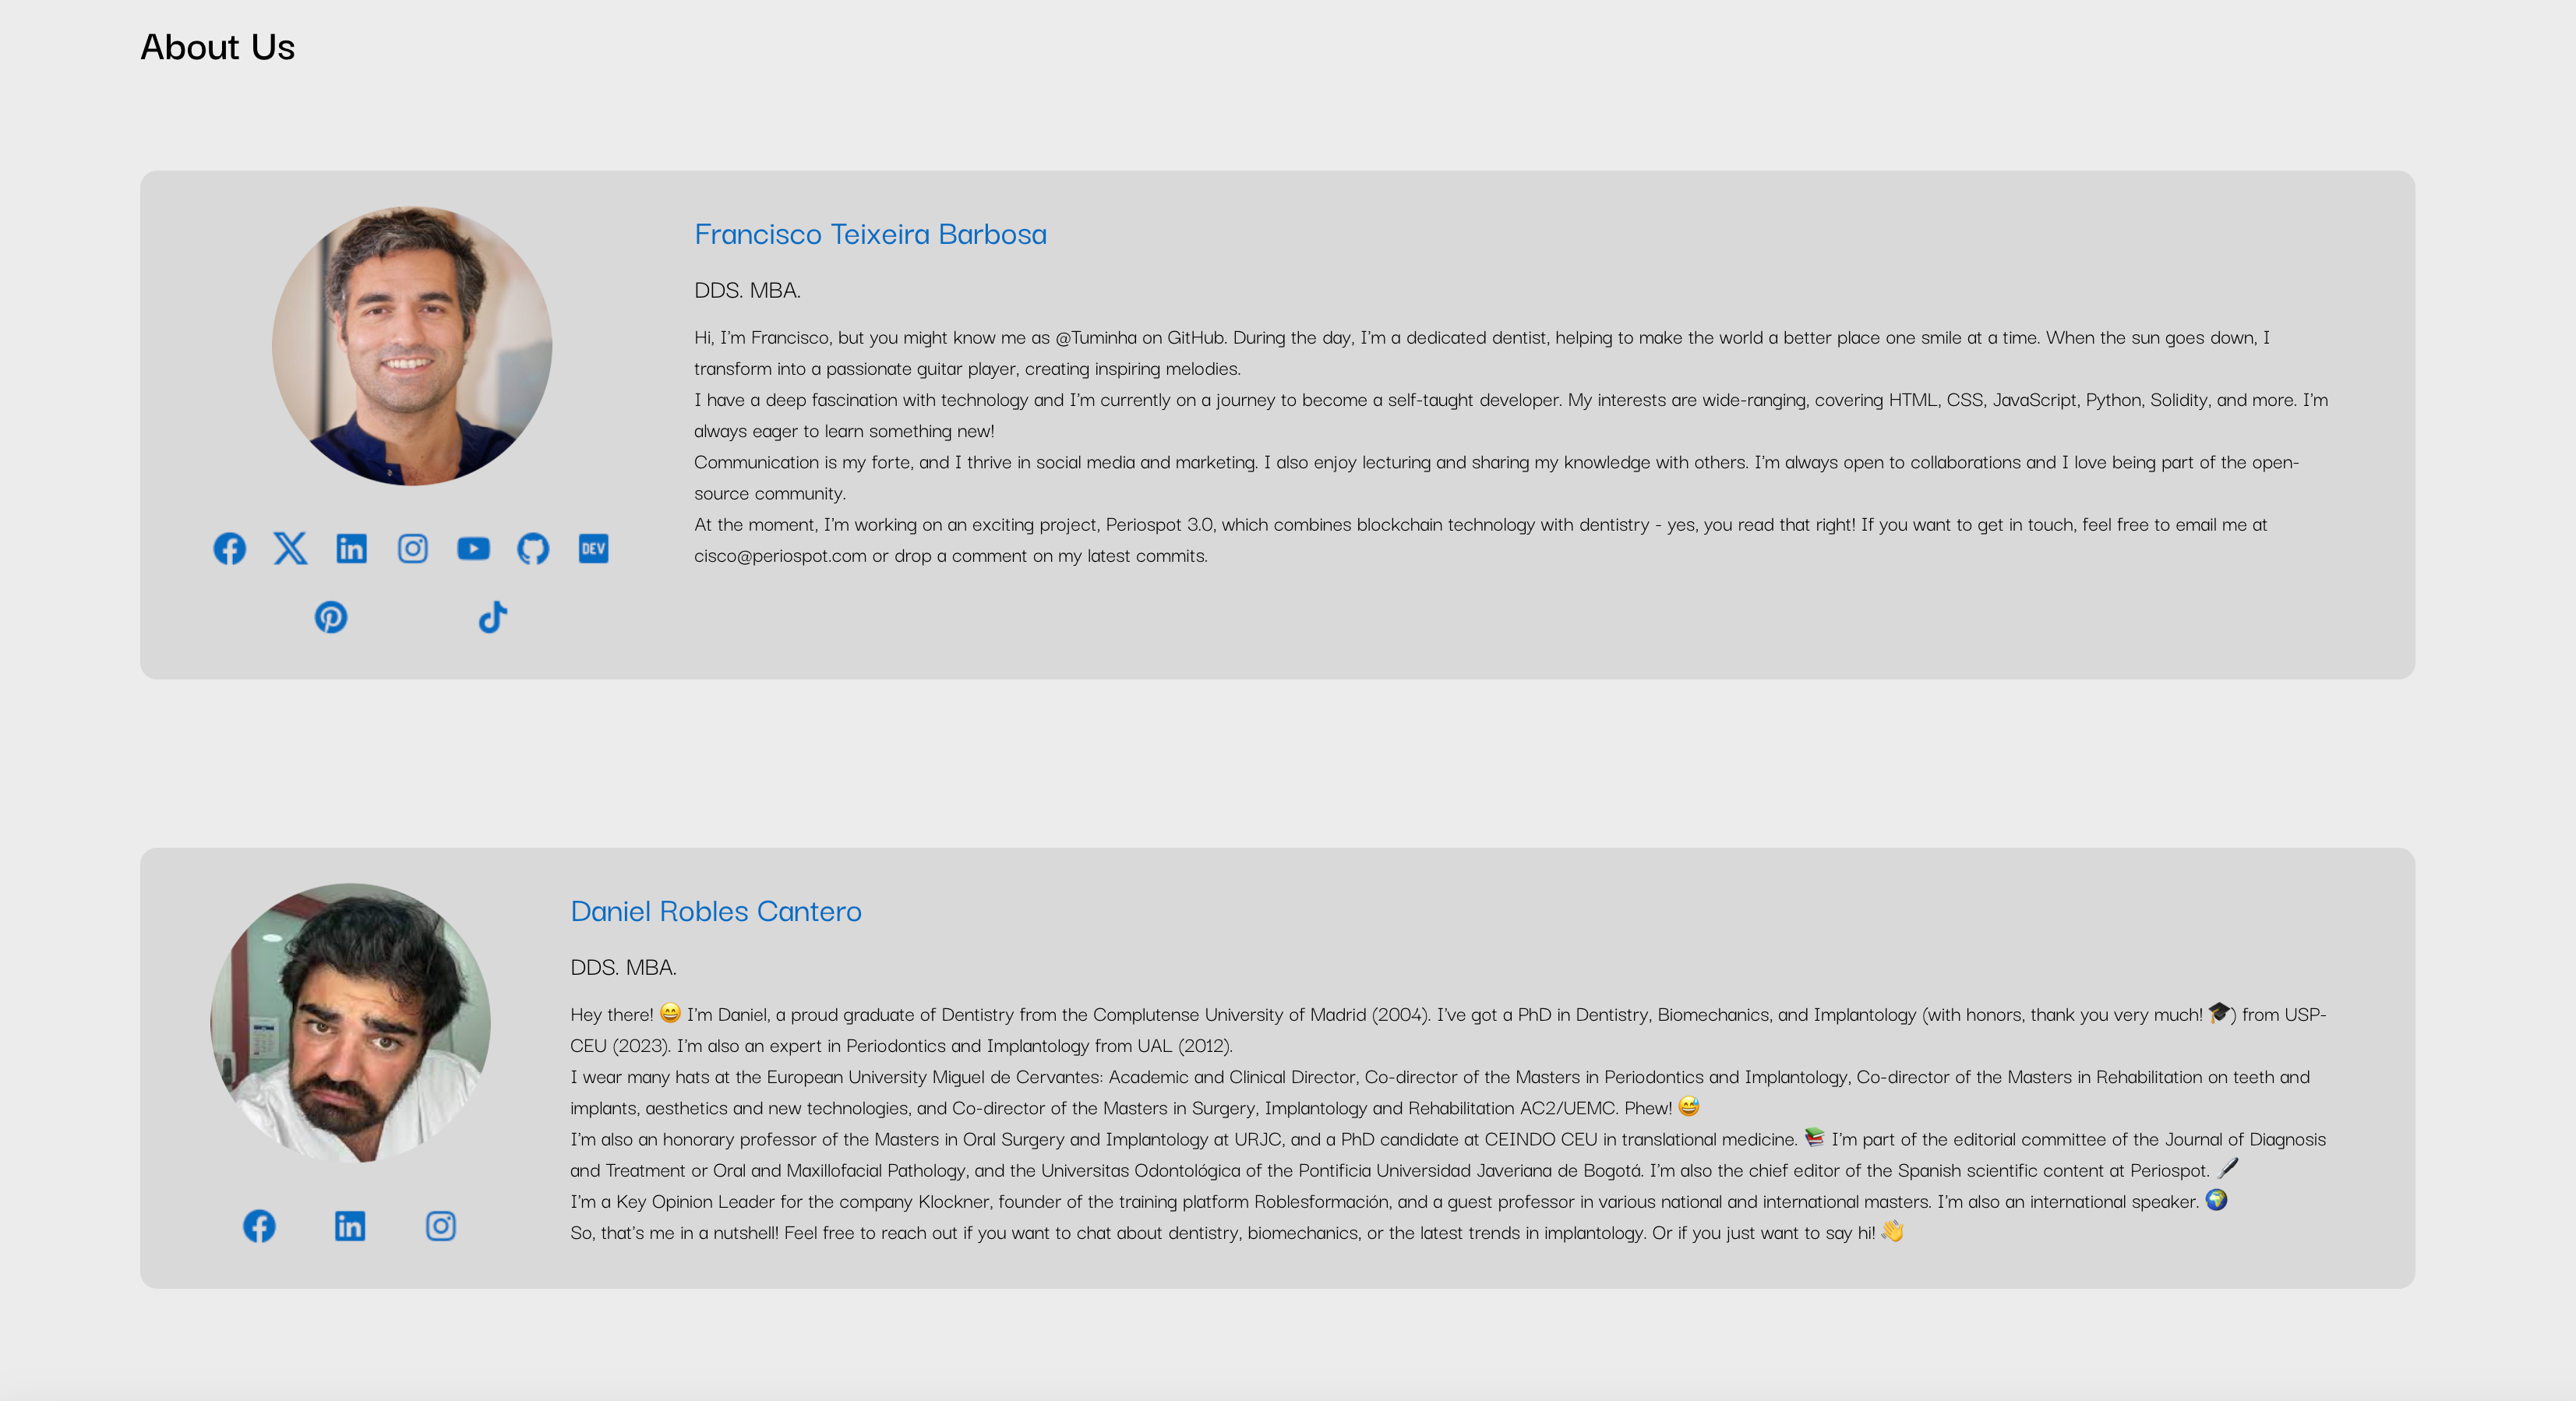 About Us
Francisco Teixeira Barbosa
DDS. MBA.
Hi, I'm Francisco, but you might know me as @Tuminha on GitHub. During the day, I'm a dedicated dentist, helping to make the world a better place one smile at a time. When the sun goes down, I
transform into a passionate guitar player, creating inspiring melodies.
I have a deep fascination with technology and I'm currently on a journey to become a self-taught developer. My interests are wide-ranging, covering HTML, CSS, JavaScript, Python, Solidity, and more. I'm
always eager to learn something new!
Communication is my forte, and I thrive in social media and marketing. I also enjoy lecturing and sharing my knowledge with others. I'm always open to collaborations and I love being part of the open-
source community.
At the moment, I'm working on an exciting project, Periospot 3.0, which combines blockchain technology with dentistry - yes, you read that right! If you want to get in touch, feel free to email me at
cisco@periospot.com or drop a comment on my latest commits.
DEV
Daniel Robles Cantero
DDS. MBA.
Hey there! 😄 I'm Daniel, a proud graduate of Dentistry from the Complutense University of Madrid (2004). I've got a PhD in Dentistry, Biomechanics, and Implantology (with honors, thank you very much! 🎓) from USP-
CEU (2023). I'm also an expert in Periodontics and Implantology from UAL (2012).
I wear many hats at the European University Miguel de Cervantes: Academic and Clinical Director, Co-director of the Masters in Periodontics and Implantology, Co-director of the Masters in Rehabilitation on teeth and
implants, aesthetics and new technologies, and Co-director of the Masters in Surgery, Implantology and Rehabilitation AC2/UEMC. Phew! 😅
I'm also an honorary professor of the Masters in Oral Surgery and Implantology at URJC, and a PhD candidate at CEINDO CEU in translational medicine. 📚 I'm part of the editorial committee of the Journal of Diagnosis
and Treatment or Oral and Maxillofacial Pathology, and the Universitas Odontológica of the Pontificia Universidad Javeriana de Bogotá. I'm also the chief editor of the Spanish scientific content at Periospot. 🖋
I'm a Key Opinion Leader for the company Klockner, founder of the training platform Roblesformación, and a guest professor in various national and international masters. I'm also an international speaker. 🌍
So, that's me in a nutshell! Feel free to reach out if you want to chat about dentistry, biomechanics, or the latest trends in implantology. Or if you just want to say hi! 👋